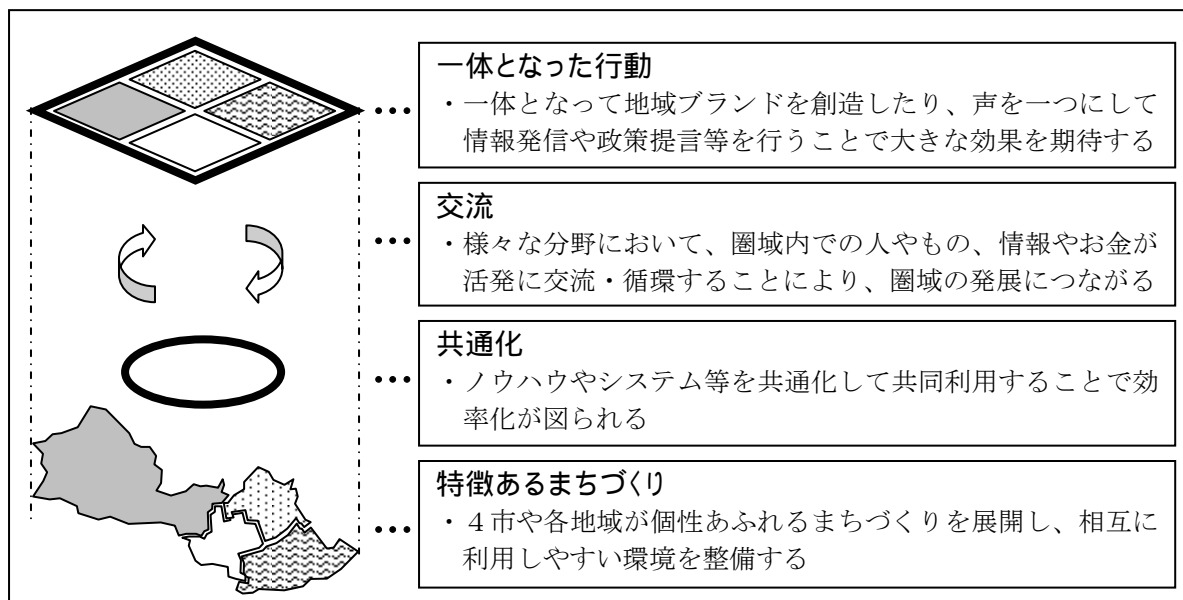 一体となった行動
・一体となって地域ブランドを創造したり、声を一つにして
情報発信や政策提言等を行うことで大きな効果を期待する
交流
・様々な分野において、圏域内での人やもの、情報やお金が
活発に交流・循環することにより、圏域の発展につながる
共通化
・ノウハウやシステム等を共通化して共同利用することで効
率化が図られる
特徴あるまちづくり
・４市や各地域が個性あふれるまちづくりを展開し、相互に
利用しやすい環境を整備する